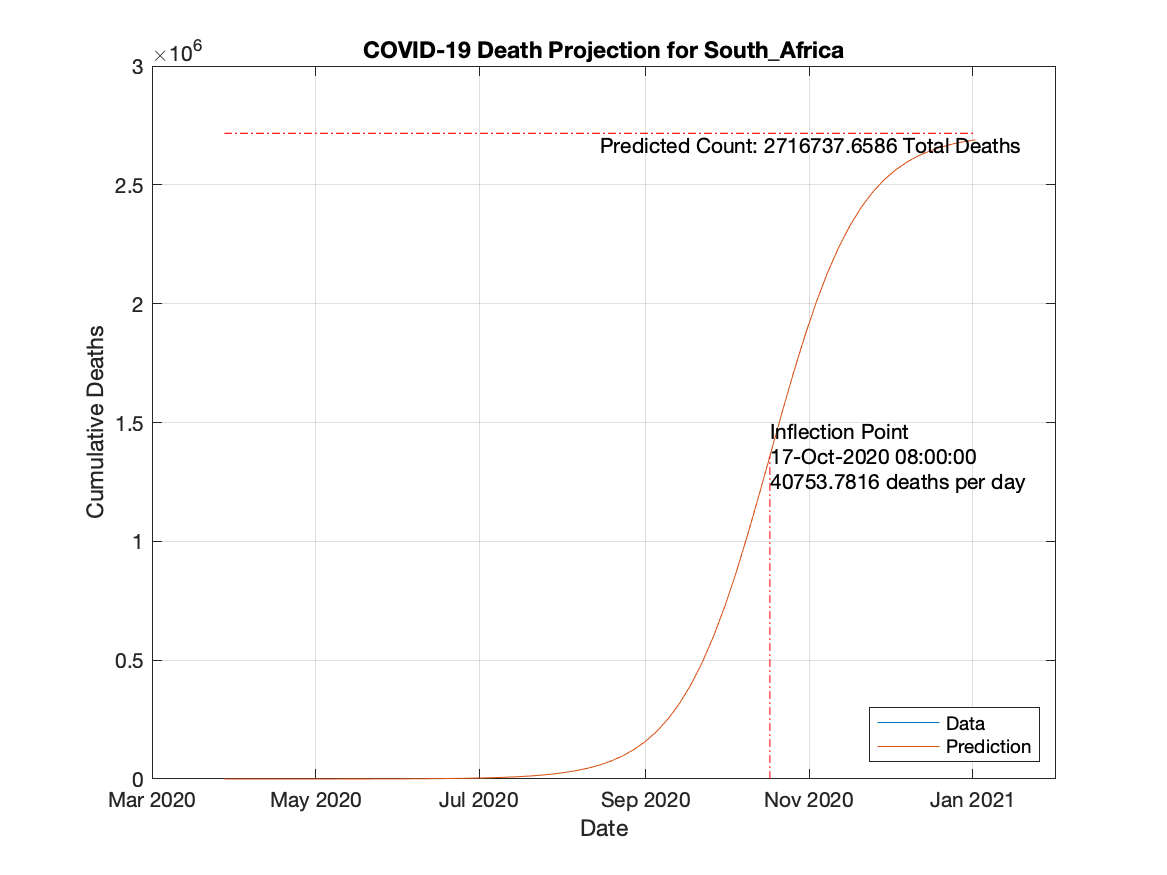 COVID-19 Death Projection for South_Africa
×10⁶
3
2.5
2
1.5
1
0.5
0
Cumulative Deaths
Predicted Count: 2716737.6586 Total Deaths
Inflection Point
17-Oct-2020 08:00:00
40753.7816 deaths per day
Data
Prediction
Mar 2020 May 2020 Jul 2020 Sep 2020 Nov 2020 Jan 2021
Date